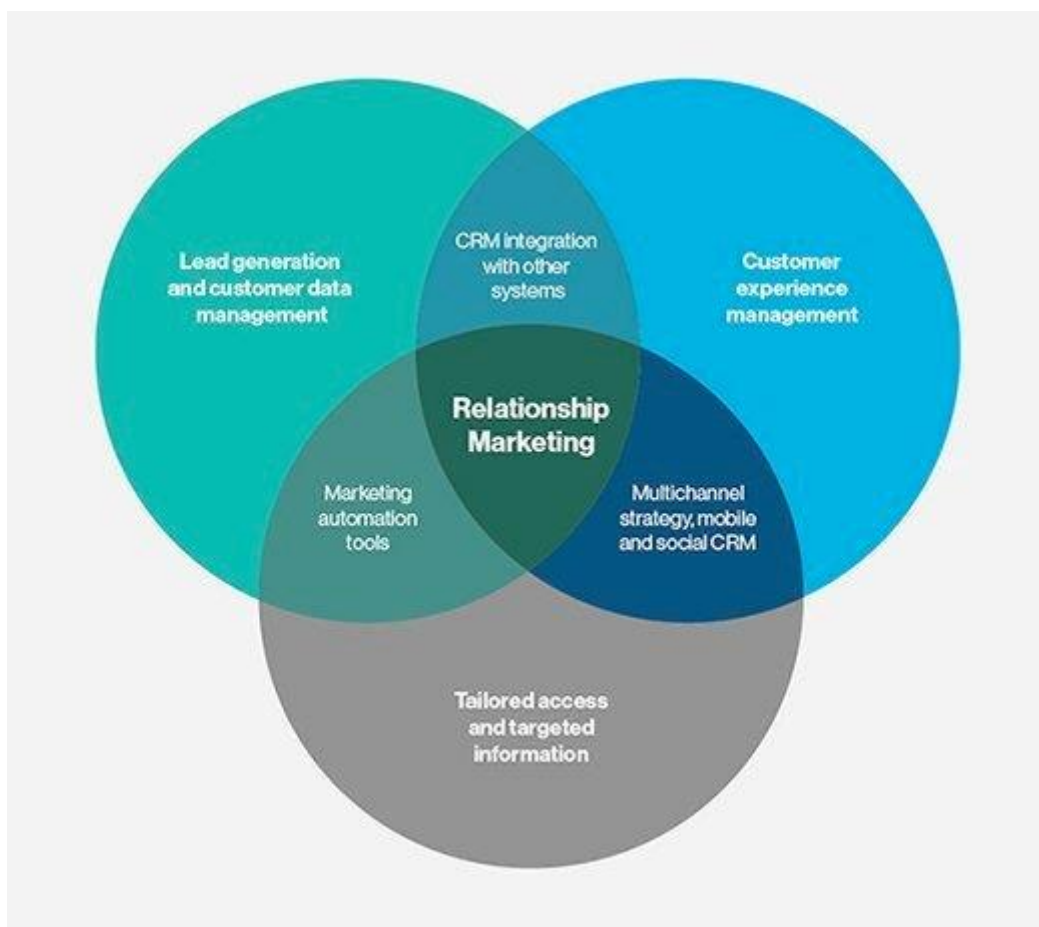 Lead generation
and customer data
management
CRM integration
with other
systems
Customer
experience
management
Relationship
Marketing
Marketing
automation
tools
Multichannel
strategy, mobile
and social CRM
Tailored access
and targeted
information